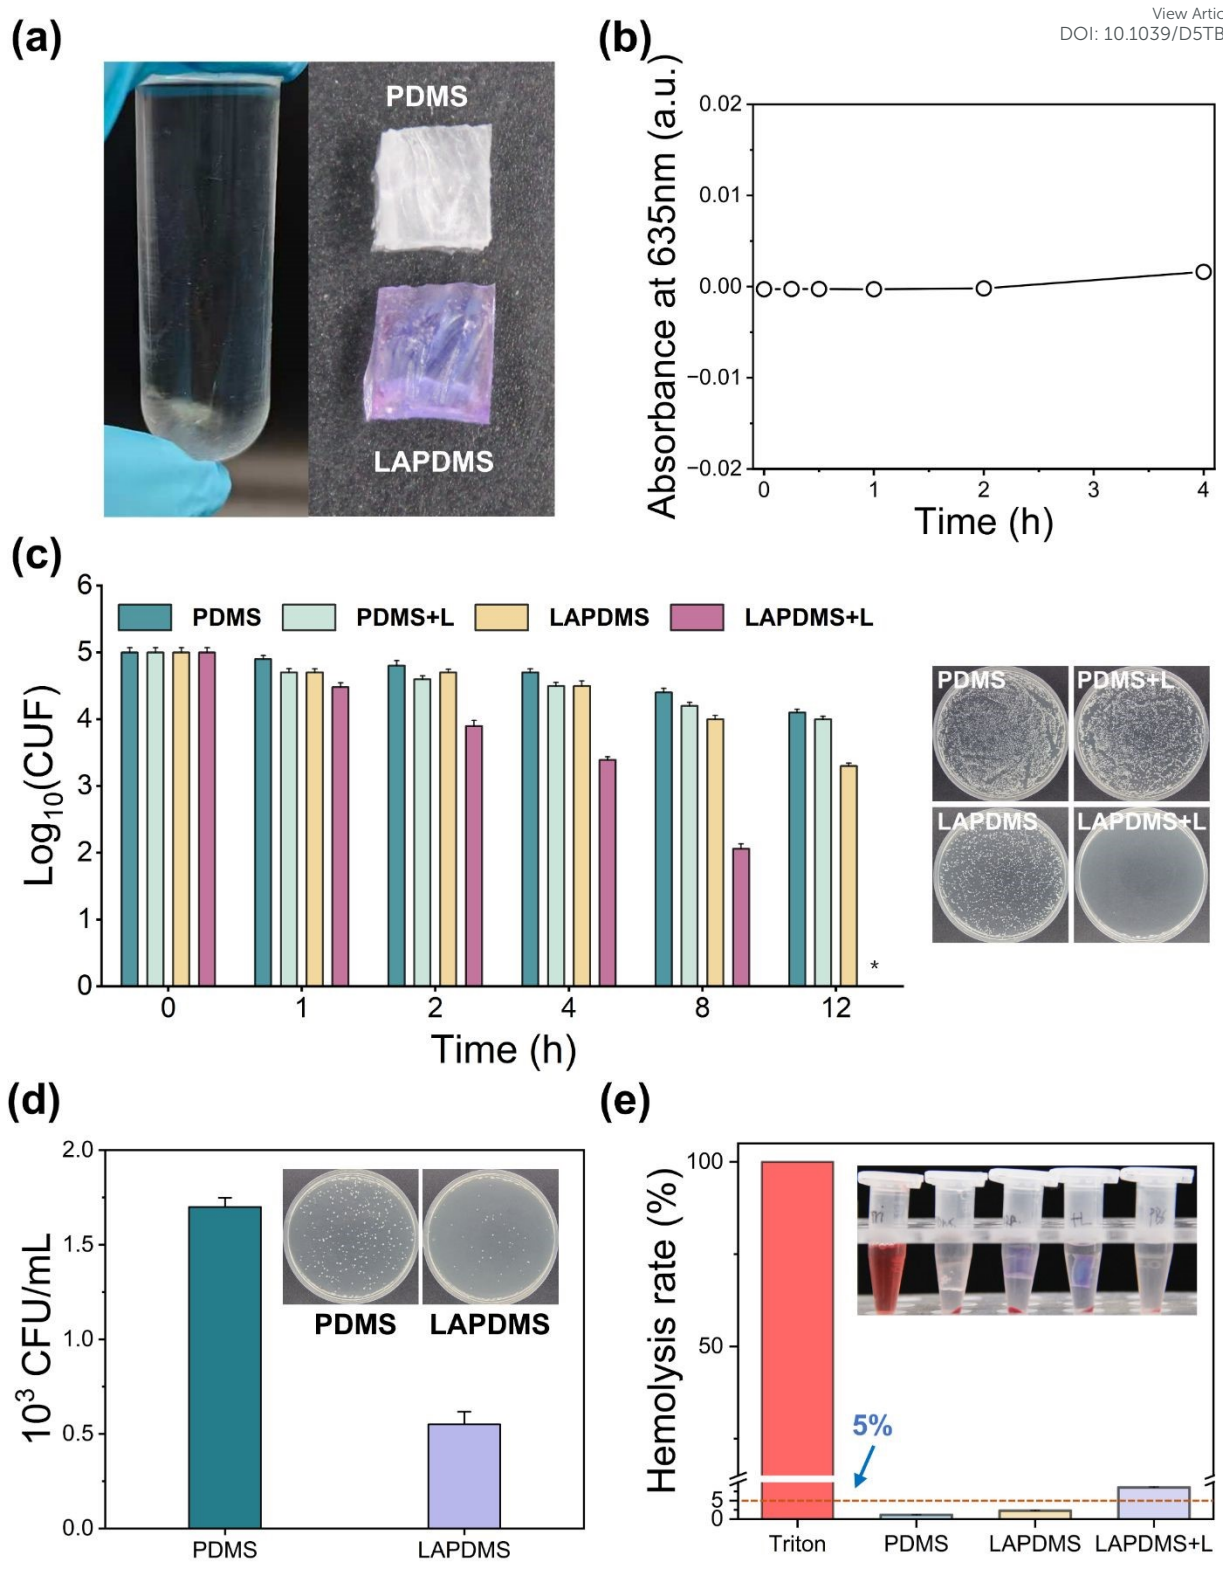 View Artic
DOI: 10.1039/D5TB
(a)
PDMS
LAPDMS
(b)
Absorbance at 635nm (a.u.)
0.02
0.01
0.00
−0.01
−0.02
0 1 2 3 4
Time (h)
(c)
Log10(CUF)
6
5
4
3
2
1
0
PDMS PDMS+L LAPDMS LAPDMS+L
*
0 1 2 4 8 12
Time (h)
PDMS PDMS+L
LAPDMS LAPDMS+L
(d)
10³ CFU/mL
2.0
1.5
1.0
0.5
0.0
PDMS LAPDMS
PDMS LAPDMS
(e)
Hemolysis rate (%)
100
50
5
0
5%
Triton PDMS LAPDMS LAPDMS+L